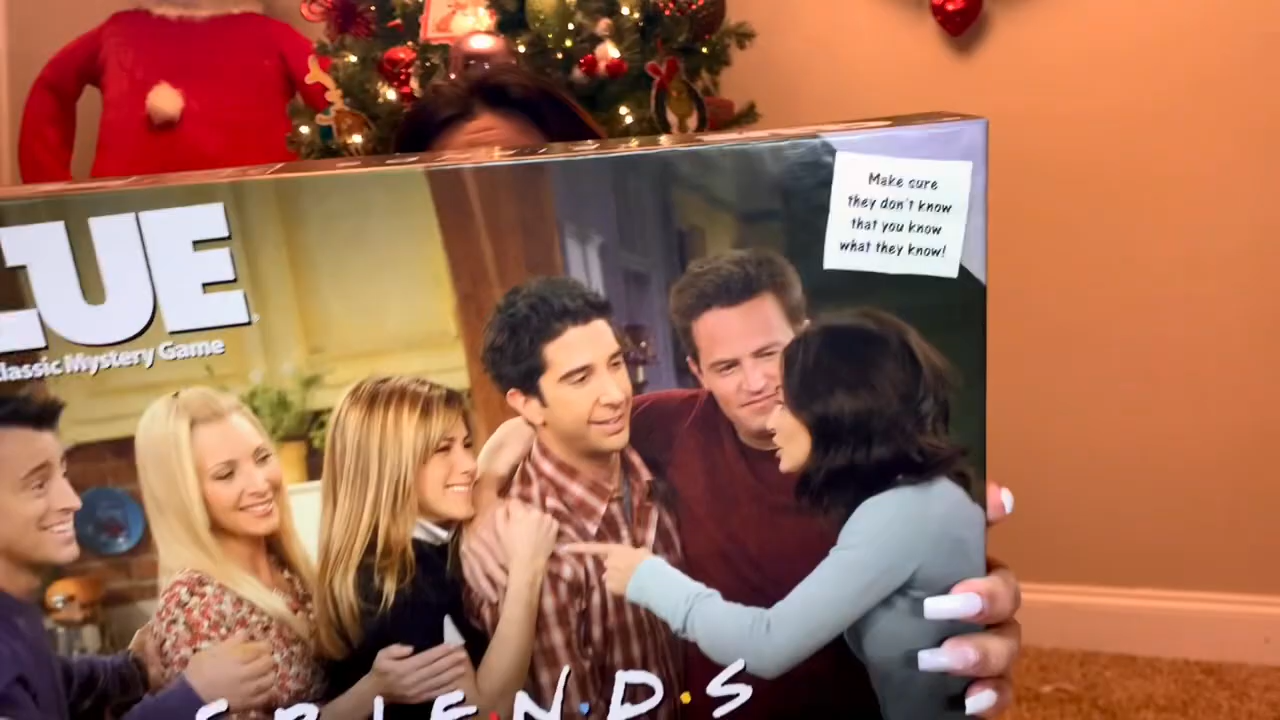 LUE
lassic Mystery Game
Make sure
they don't know
that you know
what they know!
F•R•I•E•N•D•S